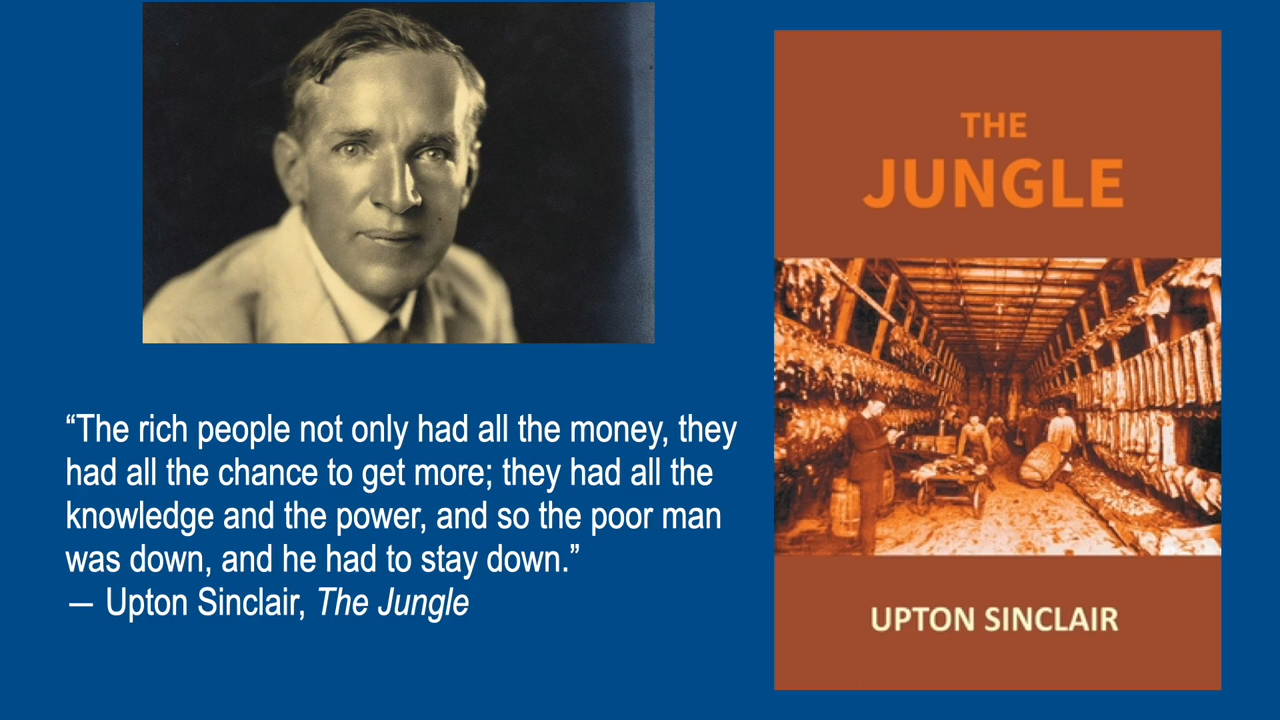 “The rich people not only had all the money, they
had all the chance to get more; they had all the
knowledge and the power, and so the poor man
was down, and he had to stay down.”
— Upton Sinclair, The Jungle
THE
JUNGLE
UPTON SINCLAIR